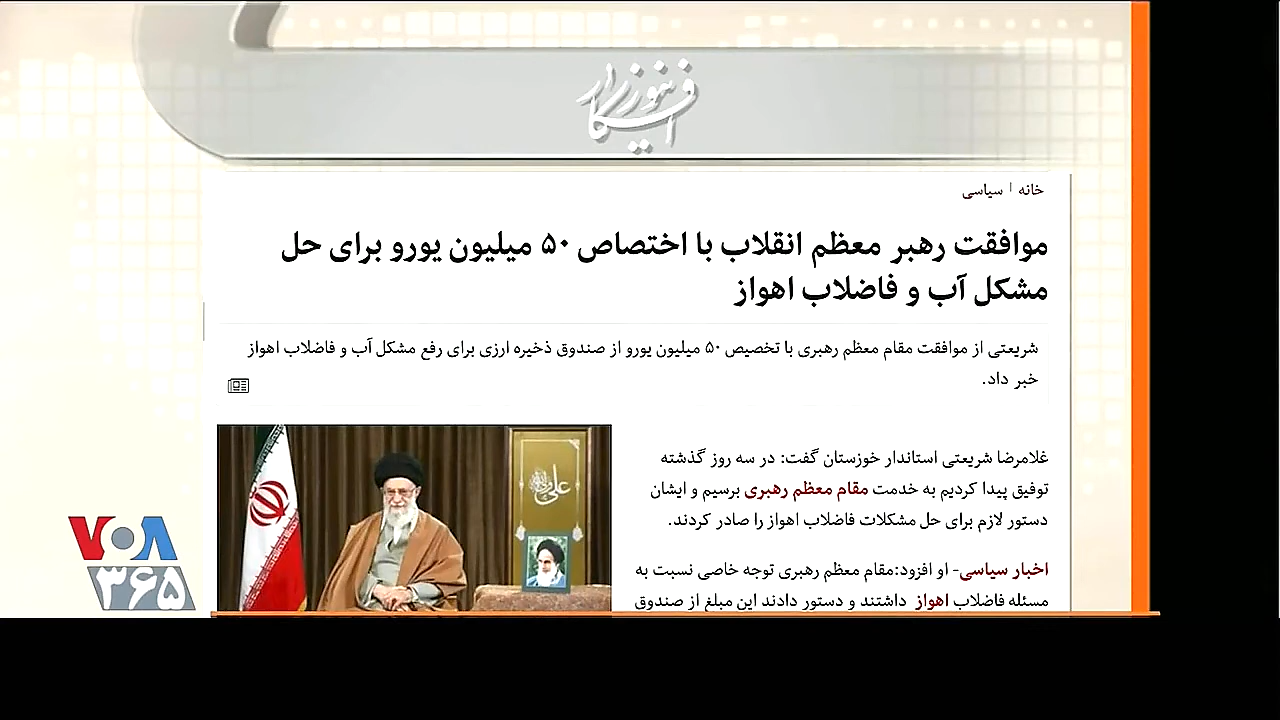 افکارنیوز
خانه | سیاسی
موافقت رهبر معظم انقلاب با اختصاص ۵۰ میلیون یورو برای حل
مشکل آب و فاضلاب اهواز
شریعتی از موافقت مقام معظم رهبری با تخصیص ۵۰ میلیون یورو از صندوق ذخیره ارزی برای رفع مشکل آب و فاضلاب اهواز
خبر داد.
غلامرضا شریعتی استاندار خوزستان گفت: در سه روز گذشته
توفیق پیدا کردیم به خدمت مقام معظم رهبری برسیم و ایشان
دستور لازم برای حل مشکلات فاضلاب اهواز را صادر کردند.
اخبار سیاسی- او افزود:مقام معظم رهبری توجه خاصی نسبت به
مسئله فاضلاب اهواز داشتند و دستور دادند این مبلغ از صندوق
VOA
۳۶۵